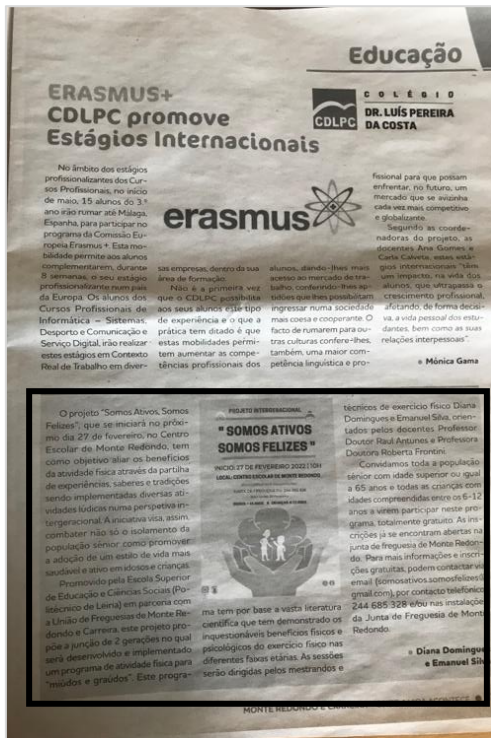 Educação
ERASMUS+
CDLPC promove
Estágios Internacionais
CDLPC
COLÉGIO
DR. LUÍS PEREIRA
DA COSTA
No âmbito dos estágios
profissionalizantes dos Cur-
sos Profissionais, no início
de maio, 15 alunos do 3.º
ano irão rumar até Málaga,
Espanha, para participar no
programa da Comissão Eu-
ropeia Erasmus +. Esta mo-
bilidade permite aos alunos
complementarem, durante
8 semanas, o seu estágio
profissionalizante num país
da Europa. Os alunos dos
Cursos Profissionais de
Informática – Sistemas,
Desporto e Comunicação e
Serviço Digital, irão realizar
estes estágios em Contexto
Real de Trabalho em diver-
erasmus
sas empresas, dentro da sua
área de formação.
Não é a primeira vez
que o CDLPC possibilita
aos seus alunos este tipo
de experiência e o que a
prática tem ditado é que
estas mobilidades permi-
tem aumentar as compe-
tências profissionais dos
alunos, dando-lhes mais
acesso ao mercado de tra-
balho, conferindo-lhes ap-
tidões que lhes possibilitam
ingressar numa sociedade
mais coesa e cooperante. O
facto de rumarem para ou-
tras culturas confere-lhes,
também, uma maior com-
petência linguística e pro-
fissional para que possam
enfrentar, no futuro, um
mercado que se avizinha
cada vez mais competitivo
e globalizante.
Segundo as coorde-
nadoras do projeto, as
docentes Ana Gomes e
Carla Calvete, estes está-
gios internacionais "têm
um impacto, na vida dos
alunos, que ultrapassa o
crescimento profissional,
afetando, de forma decisi-
va, a vida pessoal dos estu-
dantes, bem como as suas
relações interpessoais".
Mónica Gama
O projeto "Somos Ativos, Somos
Felizes", que se iniciará no próxi-
mo dia 27 de fevereiro, no Centro
Escolar de Monte Redondo, tem
como objetivo aliar os benefícios
da atividade física através da partilha
de experiências, saberes e tradições
sendo implementadas diversas ati-
vidades lúdicas numa perspetiva in-
tergeracional. A iniciativa visa, assim,
combater não só o isolamento da
população sénior como promover
a adoção de um estilo de vida mais
saudável e ativo em idosos e crianças.
Promovido pela Escola Superior
de Educação e Ciências Sociais (Po-
litécnico de Leiria) em parceria com
a União de Freguesias de Monte Re-
dondo e Carreira, este projeto pro-
põe a junção de 2 gerações no qual
será desenvolvido e implementado
um programa de atividade física para
"miúdos e graúdos". Este progra-
PROJETO INTERGERACIONAL
" SOMOS ATIVOS
SOMOS FELIZES "
INÍCIO: 27 DE FEVEREIRO 2022 | 10H
LOCAL: CENTRO ESCOLAR DE MONTE REDONDO
ma tem por base a vasta literatura
científica que tem demonstrado os
inquestionáveis benefícios físicos e
psicológicos do exercício físico nas
diferentes faixas etárias. As sessões
serão dirigidas pelos mestrandos e
técnicos de exercício físico Diana
Domingues e Emanuel Silva, orien-
tados pelos docentes Professor
Doutor Raul Antunes e Professora
Doutora Roberta Frontini.
Convidamos toda a população
sénior com idade superior ou igual
a 65 anos e todas as crianças com
idades compreendidas entre os 6-12
anos a virem participar neste pro-
grama, totalmente gratuito. As ins-
crições já se encontram abertas na
junta de freguesia de Monte Redon-
do. Para mais informações e inscri-
ções gratuitas, podem contactar via
email (somosativos.somosfelizes@
gmail.com), por contacto telefónico
244 685 328 e/ou nas instalações
da Junta de Freguesia de Monte
Redondo.
Diana Domingue
e Emanuel Silv